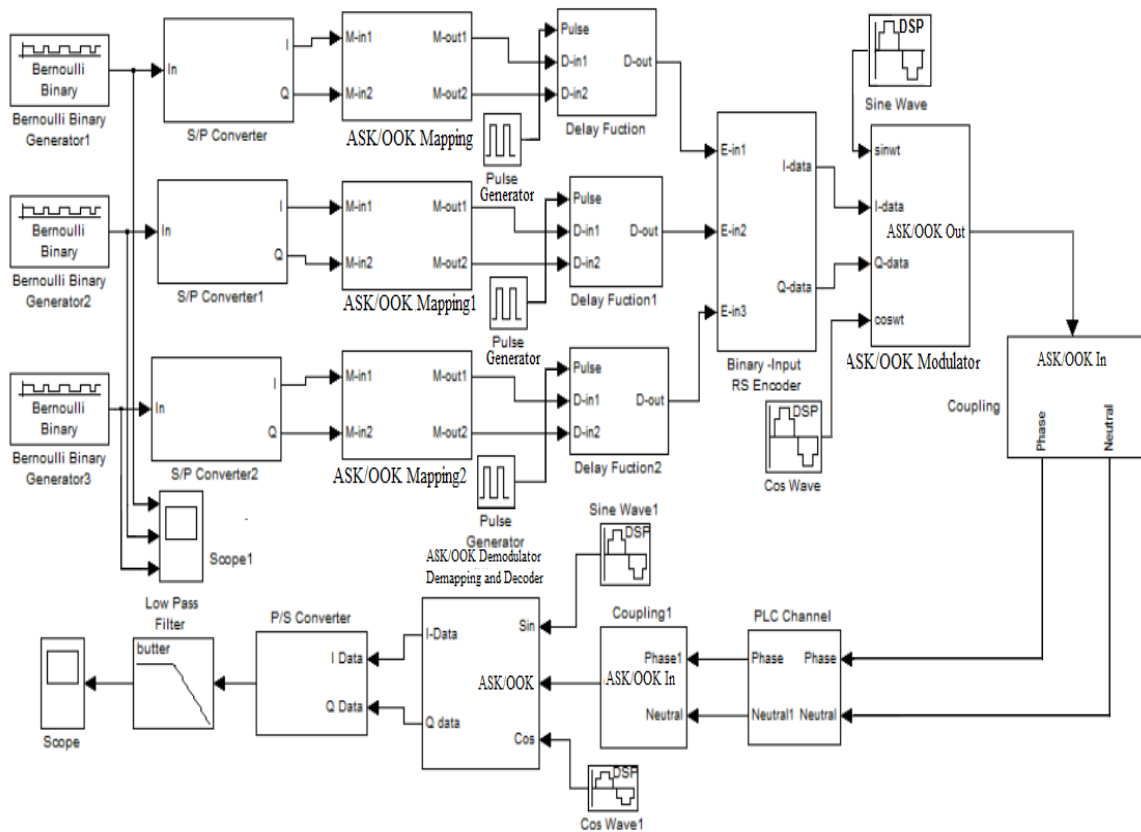 Bernoulli
Binary
Bernoulli Binary
Generator1
In
I
Q
S/P Converter
M-in1
M-in2
M-out1
M-out2
ASK/OOK Mapping
Pulse
D-in1
D-in2
D-out
Delay Fuction
Pulse
Generator
DSP
Sine Wave
Bernoulli
Binary
Bernoulli Binary
Generator2
In
I
Q
S/P Converter1
M-in1
M-in2
M-out1
M-out2
ASK/OOK Mapping1
Pulse
D-in1
D-in2
D-out
Delay Fuction1
Pulse
Generator
E-in1
E-in2
E-in3
I-data
Q-data
Binary -Input
RS Encoder
sinwt
I-data
ASK/OOK Out
Q-data
coswt
ASK/OOK Modulator
DSP
Cos Wave
ASK/OOK In
Coupling
Phase
Neutral
Bernoulli
Binary
Bernoulli Binary
Generator3
In
I
Q
S/P Converter2
M-in1
M-in2
M-out1
M-out2
ASK/OOK Mapping2
Pulse
D-in1
D-in2
D-out
Delay Fuction2
Pulse
Generator
Scope1
Sine Wave1
DSP
ASK/OOK Demodulator
Demapping and Decoder
Sin
I-Data
ASK/OOK
Q data
Cos
DSP
Cos Wave1
Coupling1
Phase1
ASK/OOK In
Neutral
PLC Channel
Phase
Phase
Neutral1
Neutral
P/S Converter
I Data
Q Data
Low Pass
Filter
butter
Scope